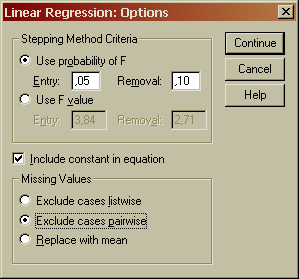 Linear Regression: Options
Stepping Method Criteria
Use probability of F
Entry: ,05 Removal: ,10
Use F value
Entry: 3,84 Removal: 2,71
Include constant in equation
Missing Values
Exclude cases listwise
Exclude cases pairwise
Replace with mean
Continue
Cancel
Help